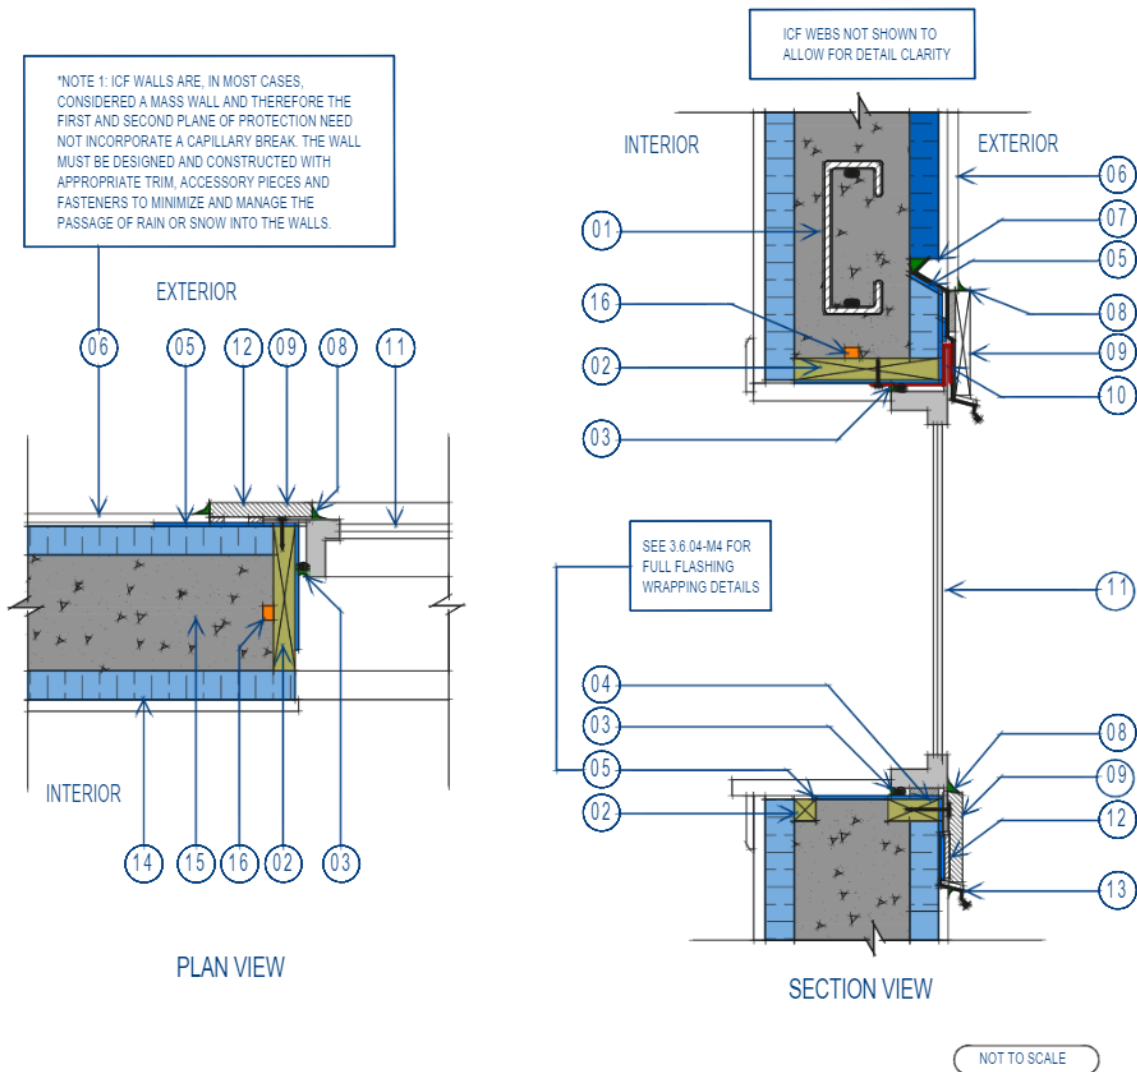 *NOTE 1: ICF WALLS ARE, IN MOST CASES,
CONSIDERED A MASS WALL AND THEREFORE THE
FIRST AND SECOND PLANE OF PROTECTION NEED
NOT INCORPORATE A CAPILLARY BREAK. THE WALL
MUST BE DESIGNED AND CONSTRUCTED WITH
APPROPRIATE TRIM, ACCESSORY PIECES AND
FASTENERS TO MINIMIZE AND MANAGE THE
PASSAGE OF RAIN OR SNOW INTO THE WALLS.
EXTERIOR
06 05 12 09 08 11
INTERIOR
14 15 16 02 03
PLAN VIEW
ICF WEBS NOT SHOWN TO
ALLOW FOR DETAIL CLARITY
INTERIOR
EXTERIOR
06
07
01
05
16
08
02
09
10
03
SEE 3.6.04-M4 FOR
FULL FLASHING
WRAPPING DETAILS
11
04
03
08
05
09
02
12
13
SECTION VIEW
NOT TO SCALE